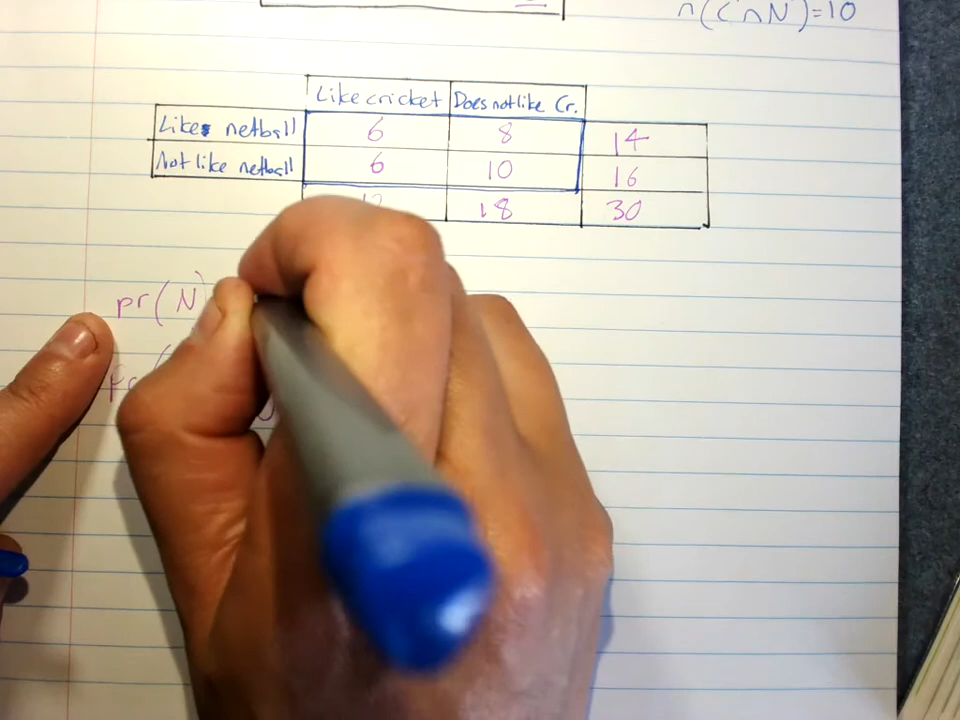 n(C∩N)=10
Like cricket Does not like Cr.
Likes netball 6 8 14
Not like netball 6 10 16
12 18 30
pr(N)